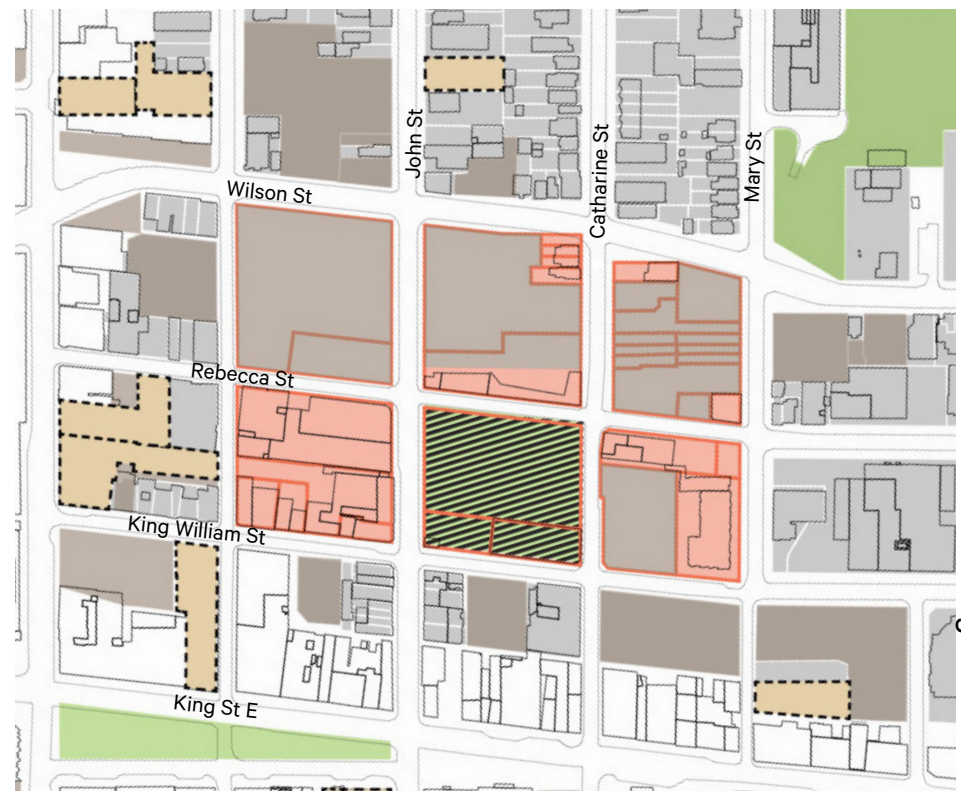 John St
Catharine St
Mary St
Wilson St
Rebecca St
King William St
King St E